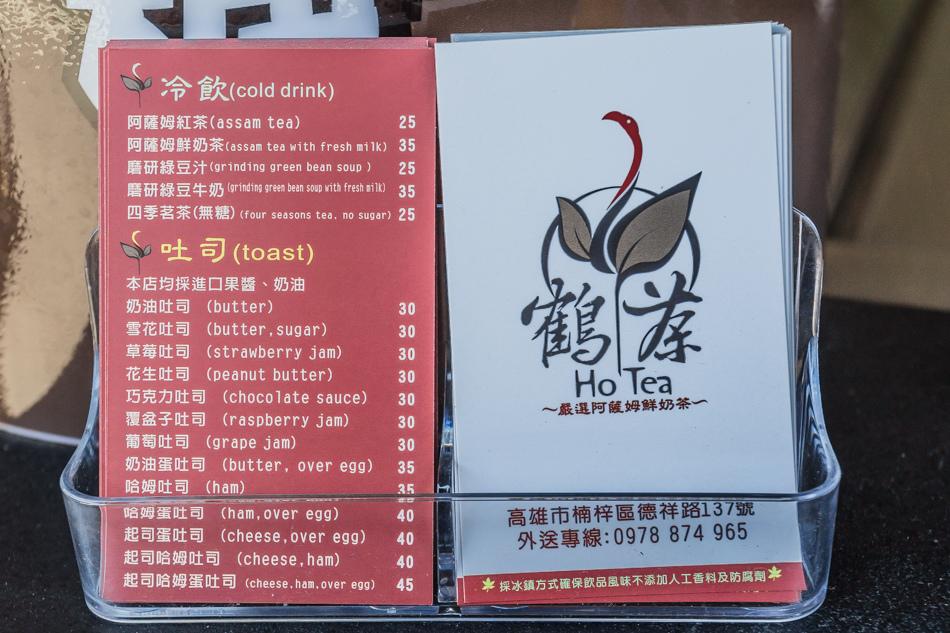 冷飲(cold drink)
阿薩姆紅茶(assam tea) 25
阿薩姆鮮奶茶(assam tea with fresh milk) 35
磨研綠豆汁(grinding green bean soup ) 25
磨研綠豆牛奶(grinding green bean soup with fresh milk) 35
四季茗茶(無糖)(four seasons tea, no sugar) 25
吐司(toast)
本店均採進口果醬、奶油
奶油吐司 (butter) 30
雪花吐司 (butter,sugar) 30
草莓吐司 (strawberry jam) 30
花生吐司 (peanut butter) 30
巧克力吐司 (chocolate sauce) 30
覆盆子吐司 (raspberry jam) 30
葡萄吐司 (grape jam) 30
奶油蛋吐司 (butter, over egg) 35
哈姆吐司 (ham) 35
哈姆蛋吐司 (ham,over egg) 40
起司蛋吐司 (cheese,over egg) 40
起司哈姆吐司 (cheese,ham) 40
起司哈姆蛋吐司 (cheese,ham,over egg) 45
鶴茶
Ho Tea
～嚴選阿薩姆鮮奶茶～
高雄市楠梓區德祥路137號
外送專線:0978 874 965
採冰鎮方式確保飲品風味不添加人工香料及防腐劑